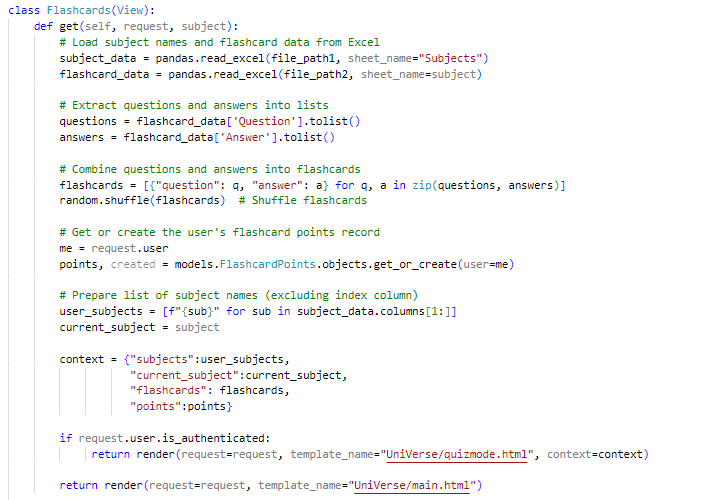 class Flashcards(View):
    def get(self, request, subject):
        # Load subject names and flashcard data from Excel
        subject_data = pandas.read_excel(file_path1, sheet_name="Subjects")
        flashcard_data = pandas.read_excel(file_path2, sheet_name=subject)

        # Extract questions and answers into lists
        questions = flashcard_data['Question'].tolist()
        answers = flashcard_data['Answer'].tolist()

        # Combine questions and answers into flashcards
        flashcards = [{"question": q, "answer": a} for q, a in zip(questions, answers)]
        random.shuffle(flashcards)  # Shuffle flashcards

        # Get or create the user's flashcard points record
        me = request.user
        points, created = models.FlashcardPoints.objects.get_or_create(user=me)

        # Prepare list of subject names (excluding index column)
        user_subjects = [f"{sub}" for sub in subject_data.columns[1:]]
        current_subject = subject

        context = {"subjects":user_subjects,
                   "current_subject":current_subject,
                   "flashcards": flashcards,
                   "points":points}

        if request.user.is_authenticated:
             return render(request=request, template_name="UniVerse/quizmode.html", context=context)

        return render(request=request, template_name="UniVerse/main.html")